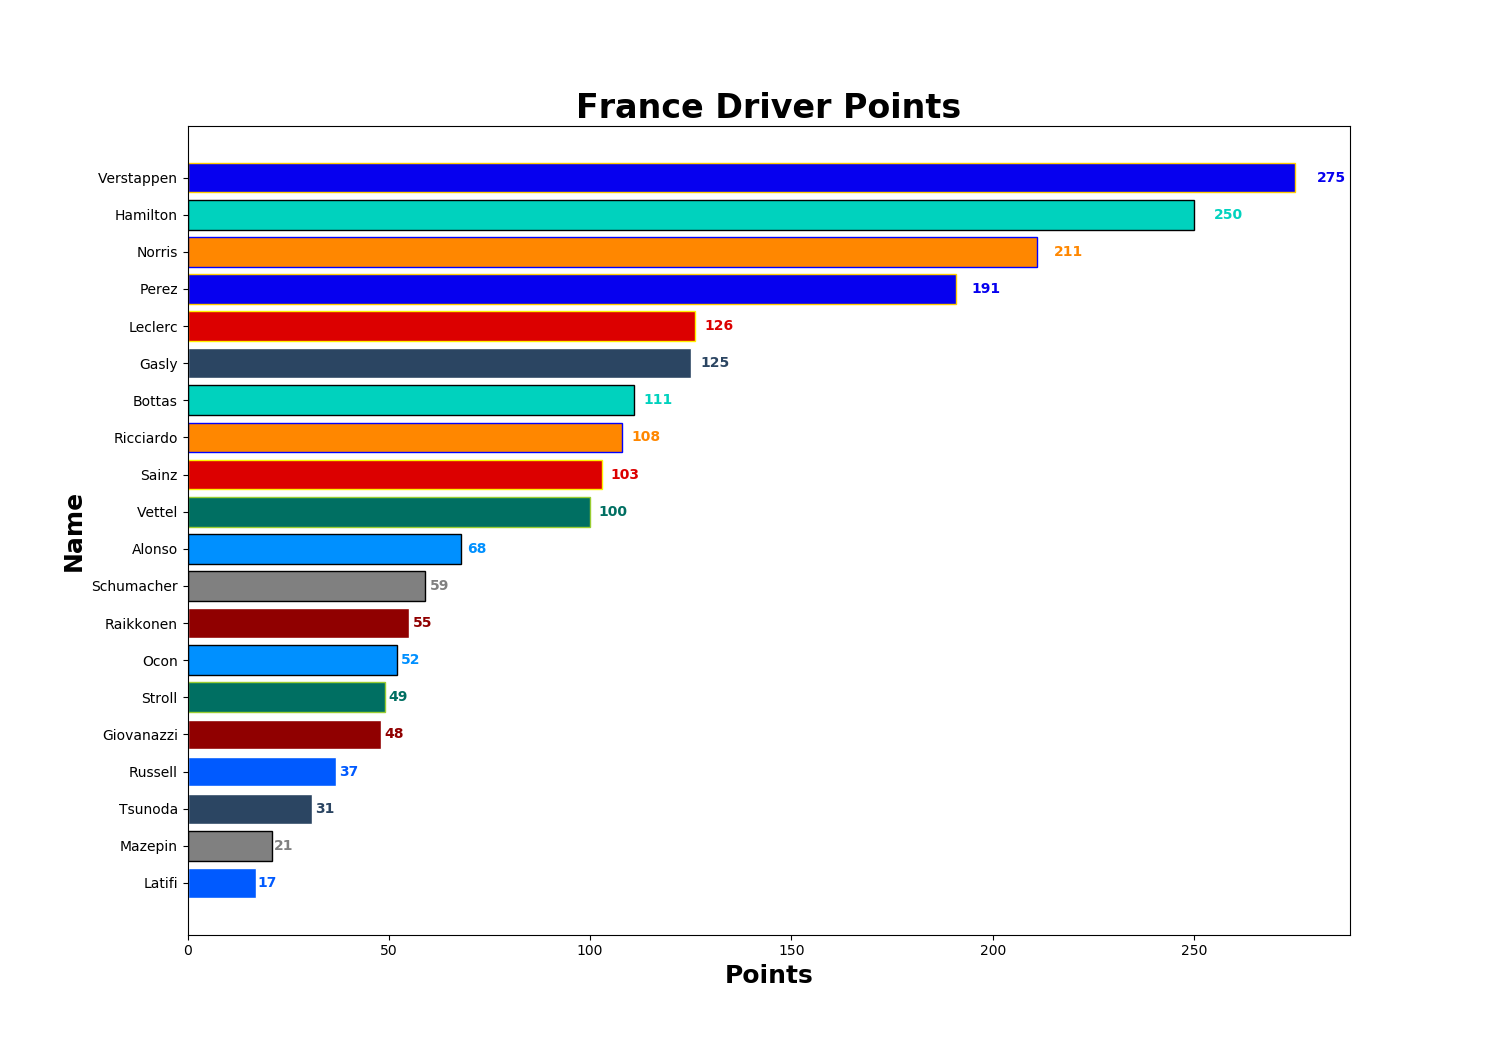 France Driver Points
Verstappen 275
Hamilton 250
Norris 211
Perez 191
Leclerc 126
Gasly 125
Bottas 111
Ricciardo 108
Sainz 103
Vettel 100
Alonso 68
Schumacher 59
Raikkonen 55
Ocon 52
Stroll 49
Giovanazzi 48
Russell 37
Tsunoda 31
Mazepin 21
Latifi 17
Name
0 50 100 150 200 250
Points